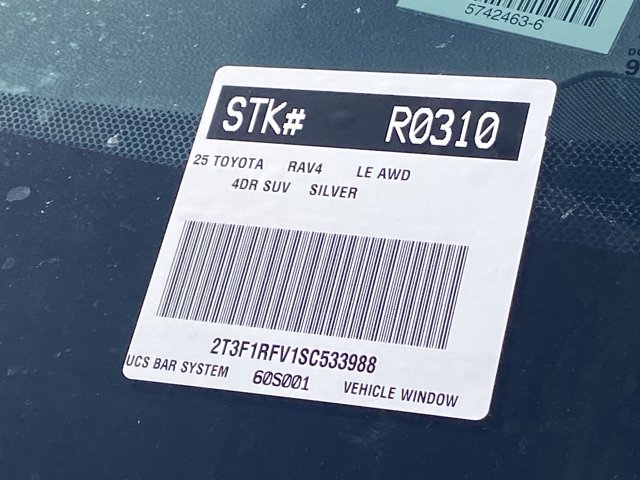 5742463-6
STK# R0310
25 TOYOTA RAV4 LE AWD
4DR SUV SILVER
2T3F1RFV1SC533988
UCS BAR SYSTEM 60S001 VEHICLE WINDOW